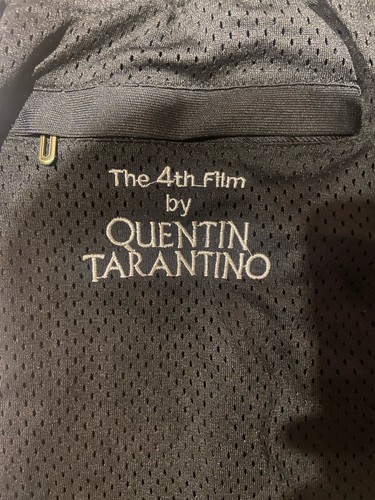 The 4th Film
by
QUENTIN
TARANTINO